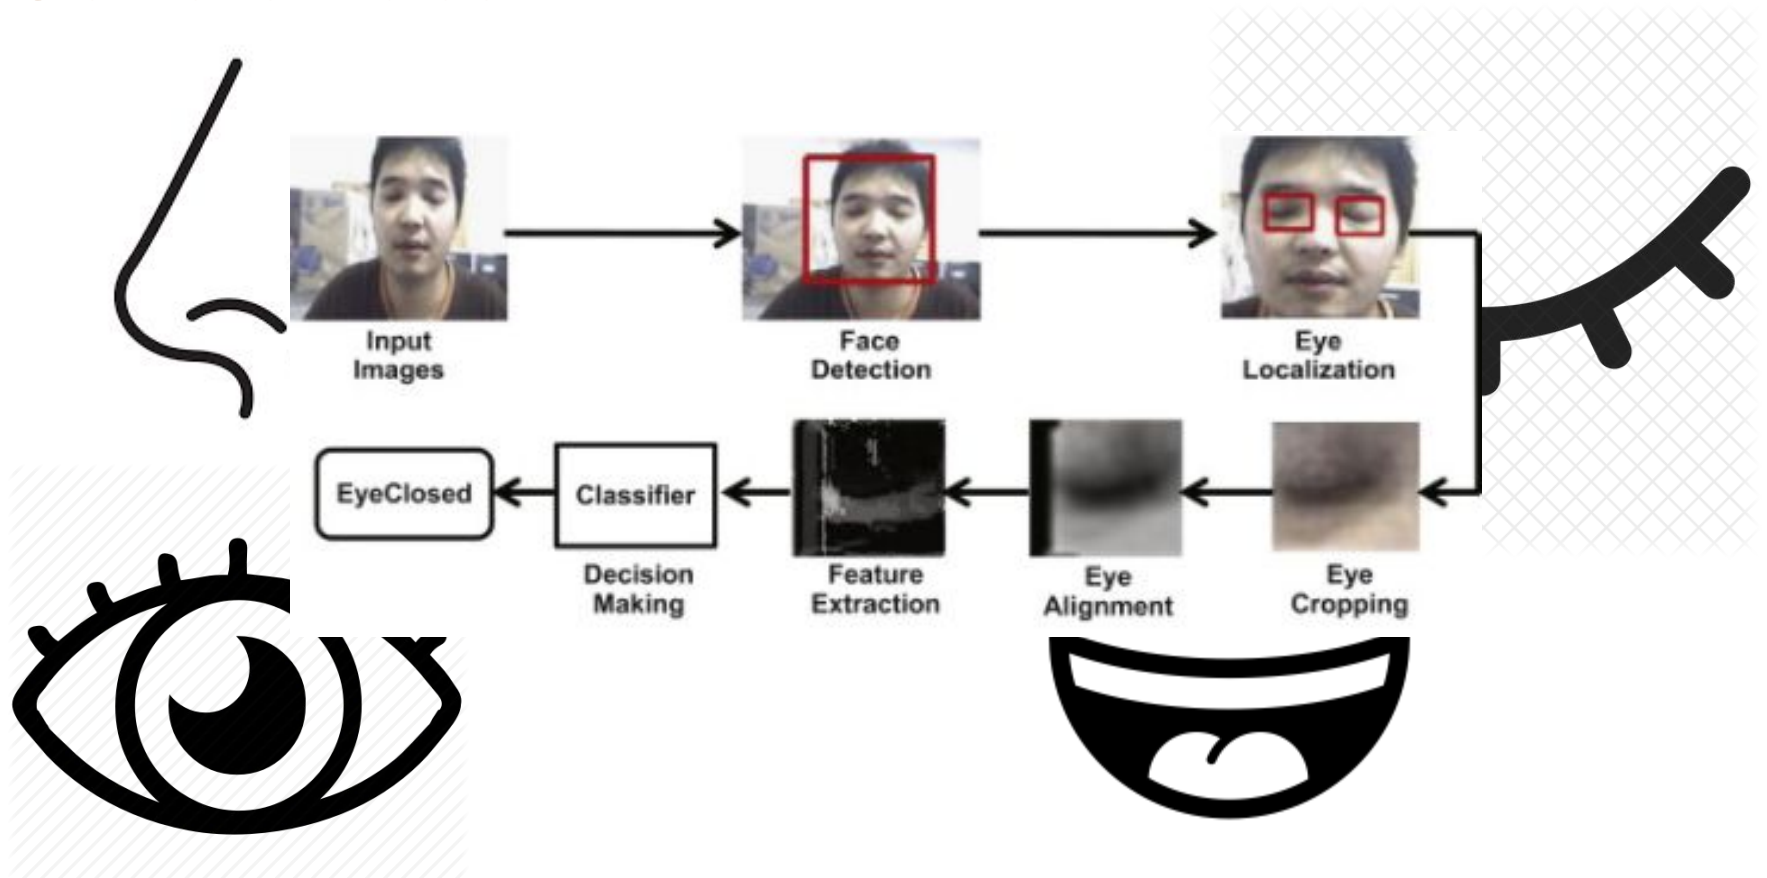 Input
Images
Face
Detection
Eye
Localization
EyeClosed
Classifier
Decision
Making
Feature
Extraction
Eye
Alignment
Eye
Cropping